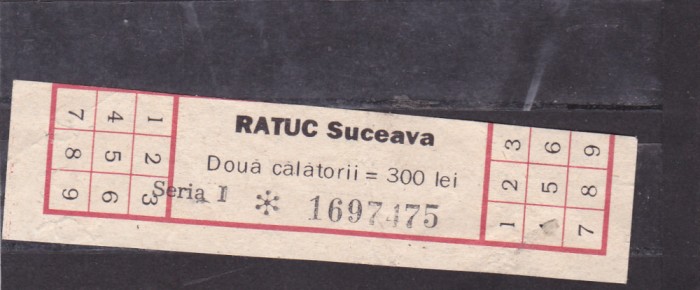 7 4 1
8 5 2
9 6 3
RATUC Suceava
Două călătorii = 300 lei
Seria I * 1697475
3 6 9
2 5 8
1 7